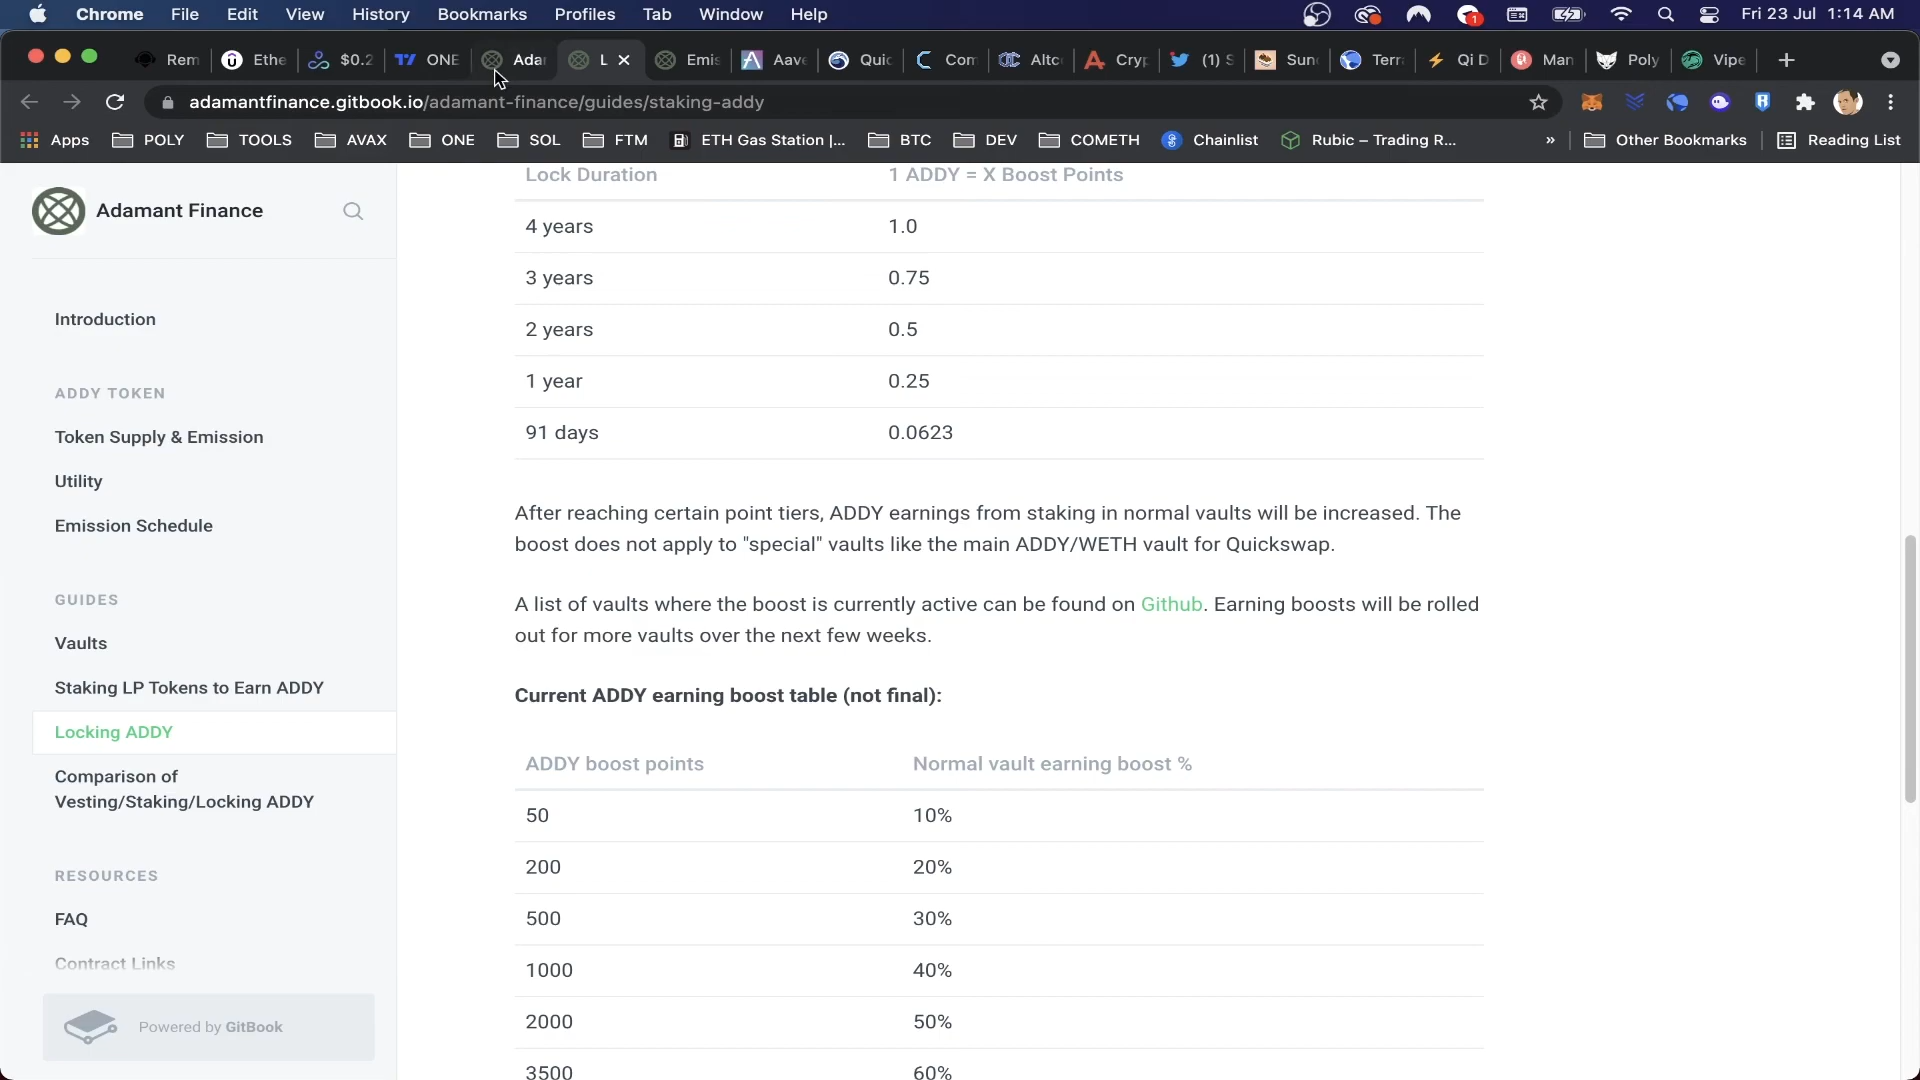 Chrome File Edit View History Bookmarks Profiles Tab Window Help 1 Fri 23 Jul 1:14 AM
Rem Ethe $0.2 ONE Adar L Emis Aave Quic Com Altc Cryp (1) S Sun Terr Qi D Man Poly Vipe
adamantfinance.gitbook.io/adamant-finance/guides/staking-addy
Apps POLY TOOLS AVAX ONE SOL FTM ETH Gas Station |... BTC DEV COMETH Chainlist Rubic – Trading R... » Other Bookmarks Reading List
Adamant Finance
Introduction
ADDY TOKEN
Token Supply & Emission
Utility
Emission Schedule
GUIDES
Vaults
Staking LP Tokens to Earn ADDY
Locking ADDY
Comparison of
Vesting/Staking/Locking ADDY
RESOURCES
FAQ
Contract Links
Powered by GitBook
Lock Duration 1 ADDY = X Boost Points
4 years 1.0
3 years 0.75
2 years 0.5
1 year 0.25
91 days 0.0623
After reaching certain point tiers, ADDY earnings from staking in normal vaults will be increased. The
boost does not apply to "special" vaults like the main ADDY/WETH vault for Quickswap.
A list of vaults where the boost is currently active can be found on Github. Earning boosts will be rolled
out for more vaults over the next few weeks.
Current ADDY earning boost table (not final):
ADDY boost points Normal vault earning boost %
50 10%
200 20%
500 30%
1000 40%
2000 50%
3500 60%